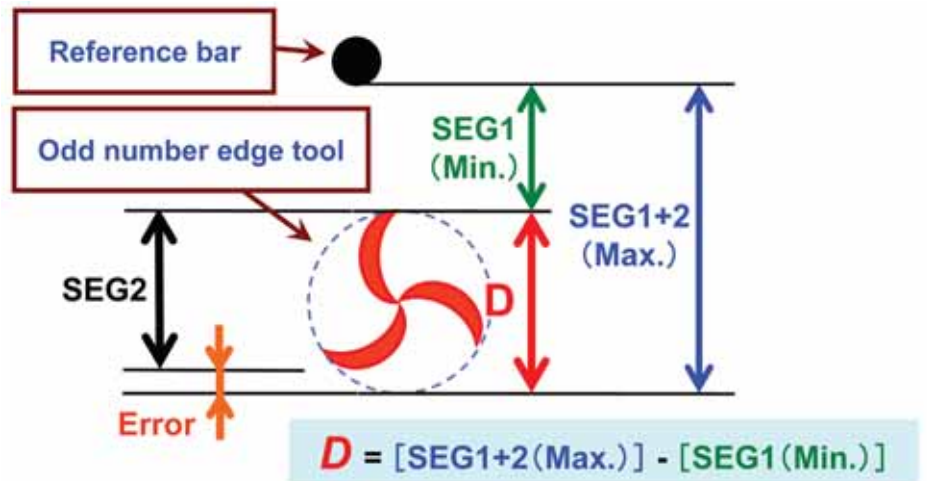 Reference bar
Odd number edge tool
SEG1
(Min.)
SEG1+2
(Max.)
SEG2
D
Error
D = [SEG1+2(Max.)] - [SEG1(Min.)]